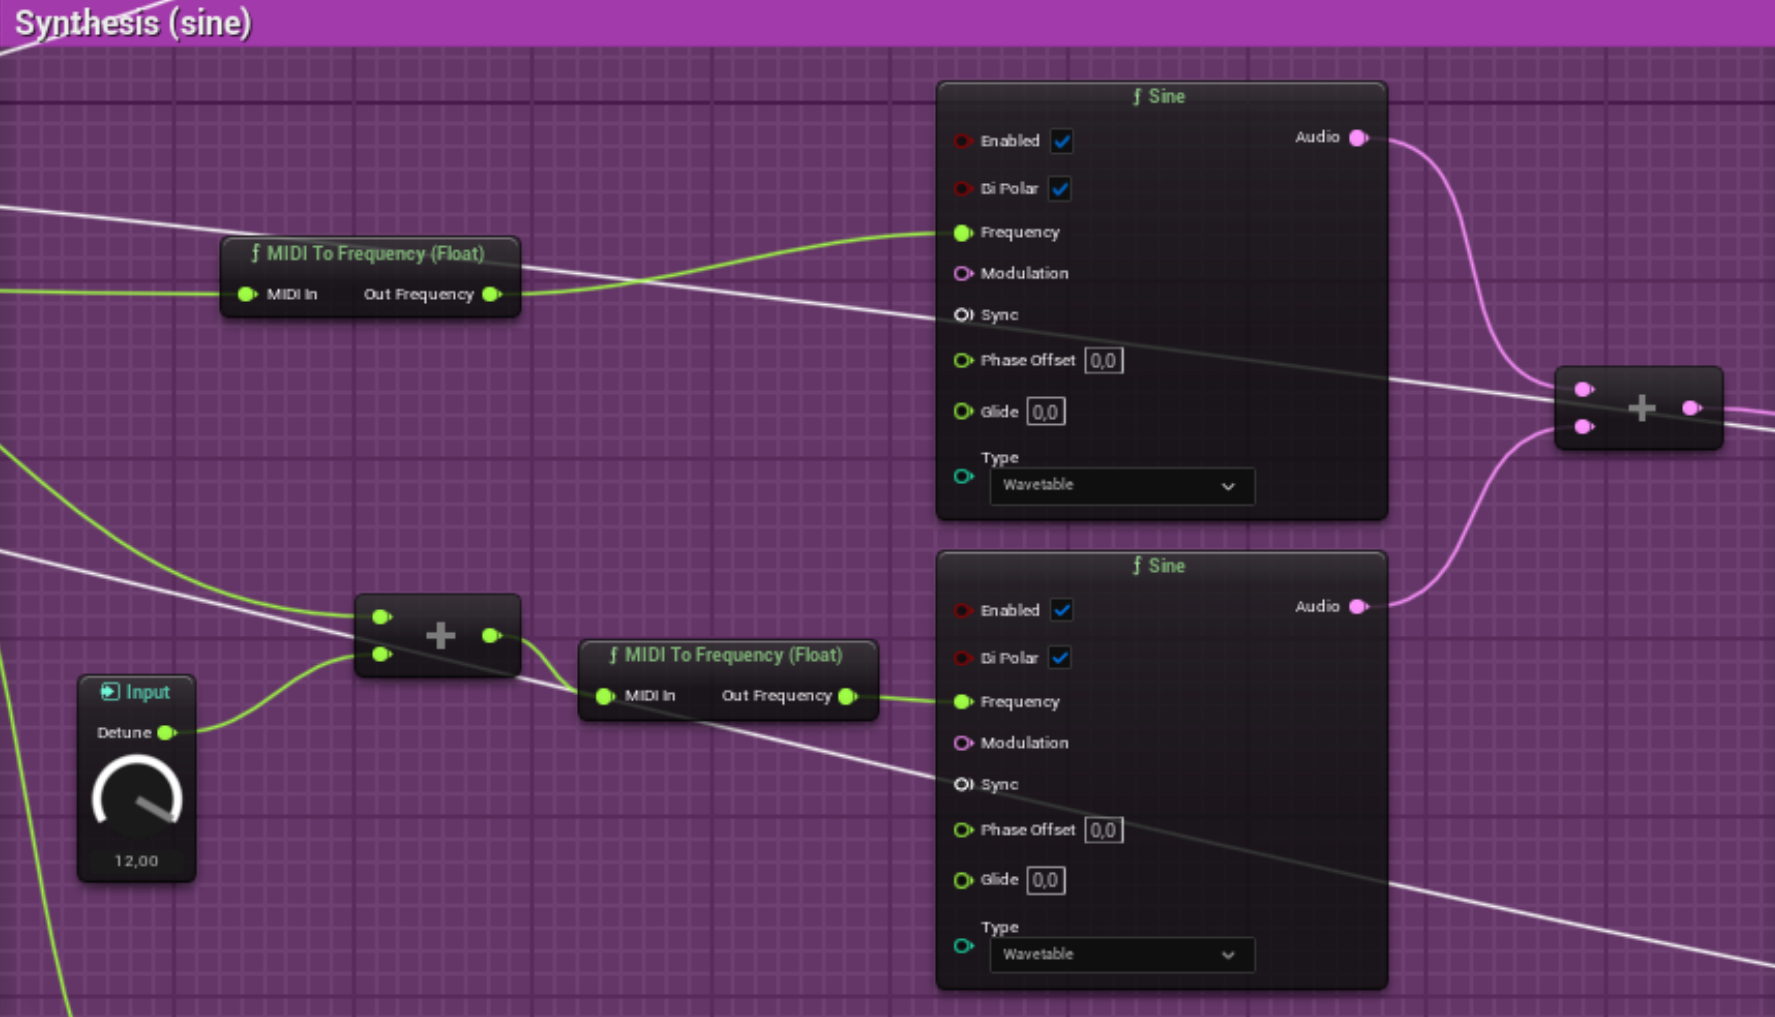 Synthesis (sine)
ƒ Sine
Enabled
Audio
Bi Polar
Frequency
Modulation
Sync
Phase Offset 0,0
Glide 0,0
Type
Wavetable
ƒ MIDI To Frequency (Float)
MIDI In Out Frequency
+
+
Input
Detune
12,00
ƒ MIDI To Frequency (Float)
MIDI In Out Frequency
ƒ Sine
Enabled
Audio
Bi Polar
Frequency
Modulation
Sync
Phase Offset 0,0
Glide 0,0
Type
Wavetable